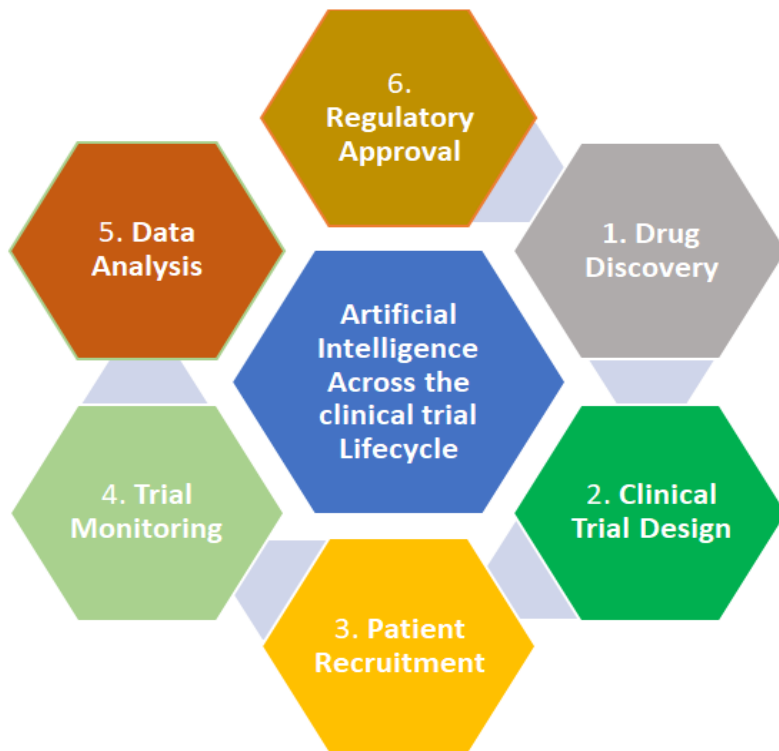 6.
Regulatory
Approval
1. Drug
Discovery
2. Clinical
Trial Design
3. Patient
Recruitment
4. Trial
Monitoring
5. Data
Analysis
Artificial
Intelligence
Across the
clinical trial
Lifecycle